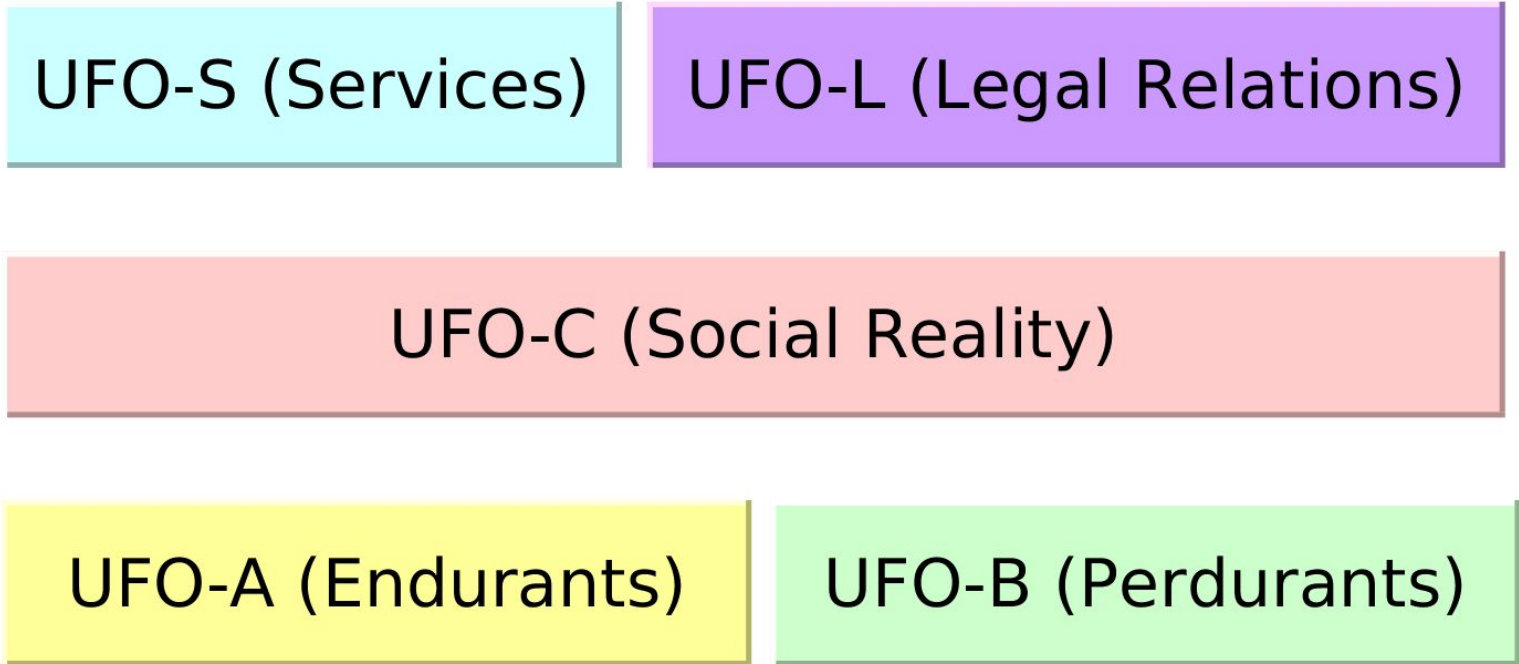 UFO-S (Services)
UFO-L (Legal Relations)
UFO-C (Social Reality)
UFO-A (Endurants)
UFO-B (Perdurants)